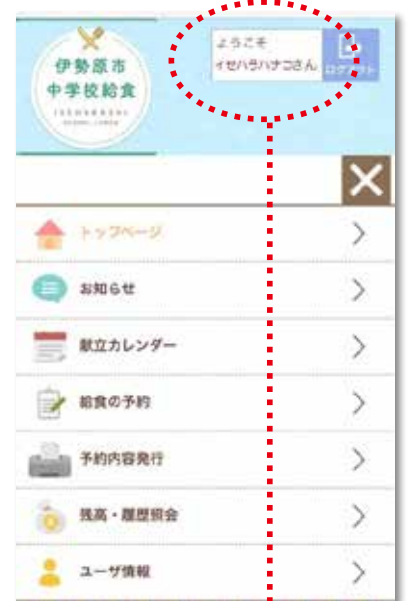 伊勢原市
中学校給食
ようこそ
イセハラハナコさん
ログアウト
トップページ
お知らせ
献立カレンダー
給食の予約
予約内容発行
残高・履歴照会
ユーザ情報